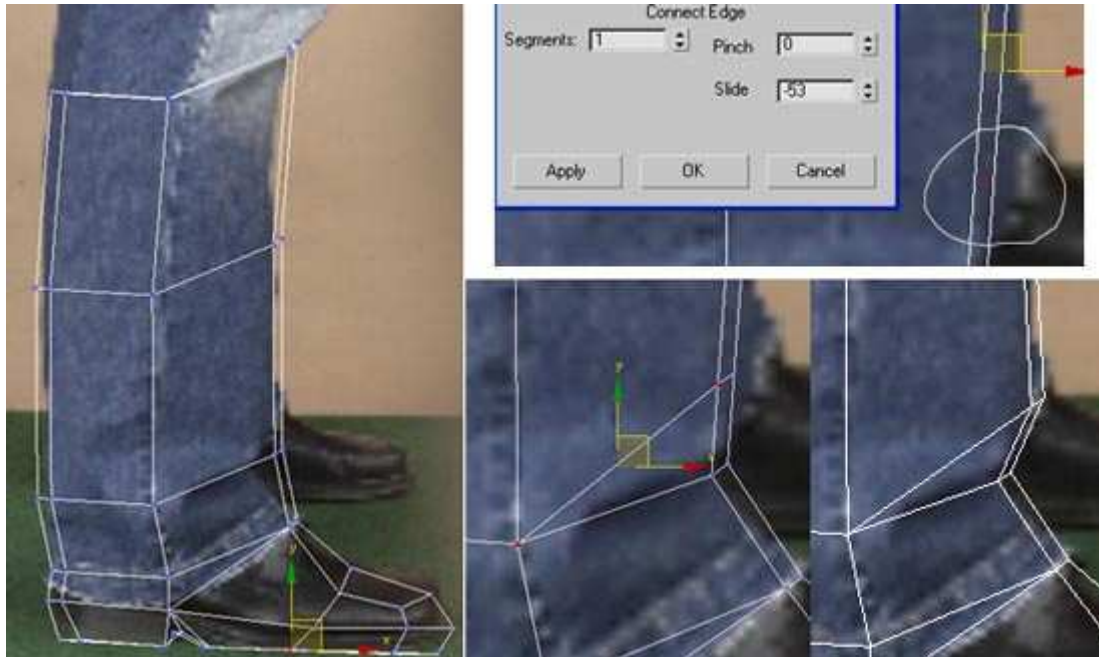 Connect Edge
Segments: 1
Pinch 0
Slide -53
Apply OK Cancel
y
x
y